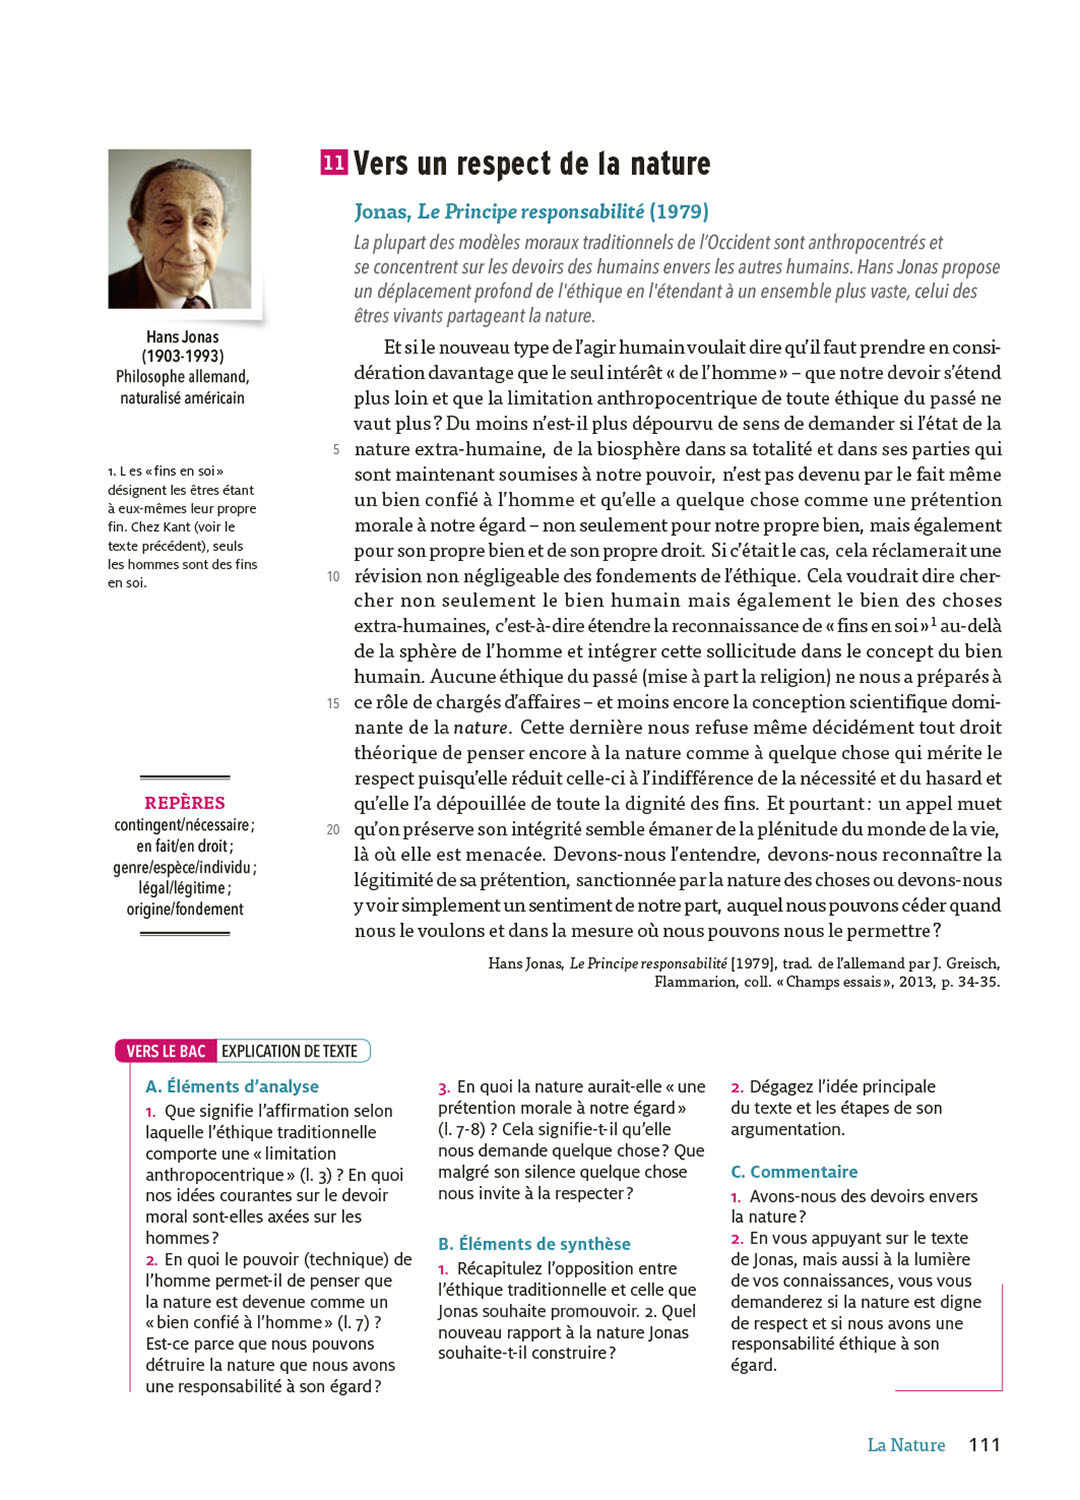 11 Vers un respect de la nature
Jonas, Le Principe responsabilité (1979)
La plupart des modèles moraux traditionnels de l'Occident sont anthropocentrés et
se concentrent sur les devoirs des humains envers les autres humains. Hans Jonas propose
un déplacement profond de l'éthique en l'étendant à un ensemble plus vaste, celui des
êtres vivants partageant la nature.
Hans Jonas
(1903-1993)
Philosophe allemand,
naturalisé américain
1. L es « fins en soi »
désignent les êtres étant
à eux-mêmes leur propre
fin. Chez Kant (voir le
texte précédent), seuls
les hommes sont des fins
en soi.
REPÈRES
contingent/nécessaire ;
en fait/en droit ;
genre/espèce/individu ;
légal/légitime ;
origine/fondement
Et si le nouveau type de l'agir humain voulait dire qu'il faut prendre en consi-
dération davantage que le seul intérêt « de l'homme » – que notre devoir s'étend
plus loin et que la limitation anthropocentrique de toute éthique du passé ne
vaut plus ? Du moins n'est-il plus dépourvu de sens de demander si l'état de la
5 nature extra-humaine, de la biosphère dans sa totalité et dans ses parties qui
sont maintenant soumises à notre pouvoir, n'est pas devenu par le fait même
un bien confié à l'homme et qu'elle a quelque chose comme une prétention
morale à notre égard – non seulement pour notre propre bien, mais également
pour son propre bien et de son propre droit. Si c'était le cas, cela réclamerait une
10 révision non négligeable des fondements de l'éthique. Cela voudrait dire cher-
cher non seulement le bien humain mais également le bien des choses
extra-humaines, c'est-à-dire étendre la reconnaissance de « fins en soi »1 au-delà
de la sphère de l'homme et intégrer cette sollicitude dans le concept du bien
humain. Aucune éthique du passé (mise à part la religion) ne nous a préparés à
15 ce rôle de chargés d'affaires – et moins encore la conception scientifique domi-
nante de la nature. Cette dernière nous refuse même décidément tout droit
théorique de penser encore à la nature comme à quelque chose qui mérite le
respect puisqu'elle réduit celle-ci à l'indifférence de la nécessité et du hasard et
qu'elle l'a dépouillée de toute la dignité des fins. Et pourtant : un appel muet
20 qu'on préserve son intégrité semble émaner de la plénitude du monde de la vie,
là où elle est menacée. Devons-nous l'entendre, devons-nous reconnaître la
légitimité de sa prétention, sanctionnée par la nature des choses ou devons-nous
y voir simplement un sentiment de notre part, auquel nous pouvons céder quand
nous le voulons et dans la mesure où nous pouvons nous le permettre ?
Hans Jonas, Le Principe responsabilité [1979], trad. de l'allemand par J. Greisch,
Flammarion, coll. « Champs essais », 2013, p. 34-35.
VERS LE BAC EXPLICATION DE TEXTE
A. Éléments d'analyse
1. Que signifie l'affirmation selon
laquelle l'éthique traditionnelle
comporte une « limitation
anthropocentrique » (l. 3) ? En quoi
nos idées courantes sur le devoir
moral sont-elles axées sur les
hommes ?
2. En quoi le pouvoir (technique) de
l'homme permet-il de penser que
la nature est devenue comme un
« bien confié à l'homme » (l. 7) ?
Est-ce parce que nous pouvons
détruire la nature que nous avons
une responsabilité à son égard ?
3. En quoi la nature aurait-elle « une
prétention morale à notre égard »
(l. 7-8) ? Cela signifie-t-il qu'elle
nous demande quelque chose ? Que
malgré son silence quelque chose
nous invite à la respecter ?
B. Éléments de synthèse
1. Récapitulez l'opposition entre
l'éthique traditionnelle et celle que
Jonas souhaite promouvoir. 2. Quel
nouveau rapport à la nature Jonas
souhaite-t-il construire ?
2. Dégagez l'idée principale
du texte et les étapes de son
argumentation.
C. Commentaire
1. Avons-nous des devoirs envers
la nature ?
2. En vous appuyant sur le texte
de Jonas, mais aussi à la lumière
de vos connaissances, vous vous
demanderez si la nature est digne
de respect et si nous avons une
responsabilité éthique à son
égard.
La Nature 111